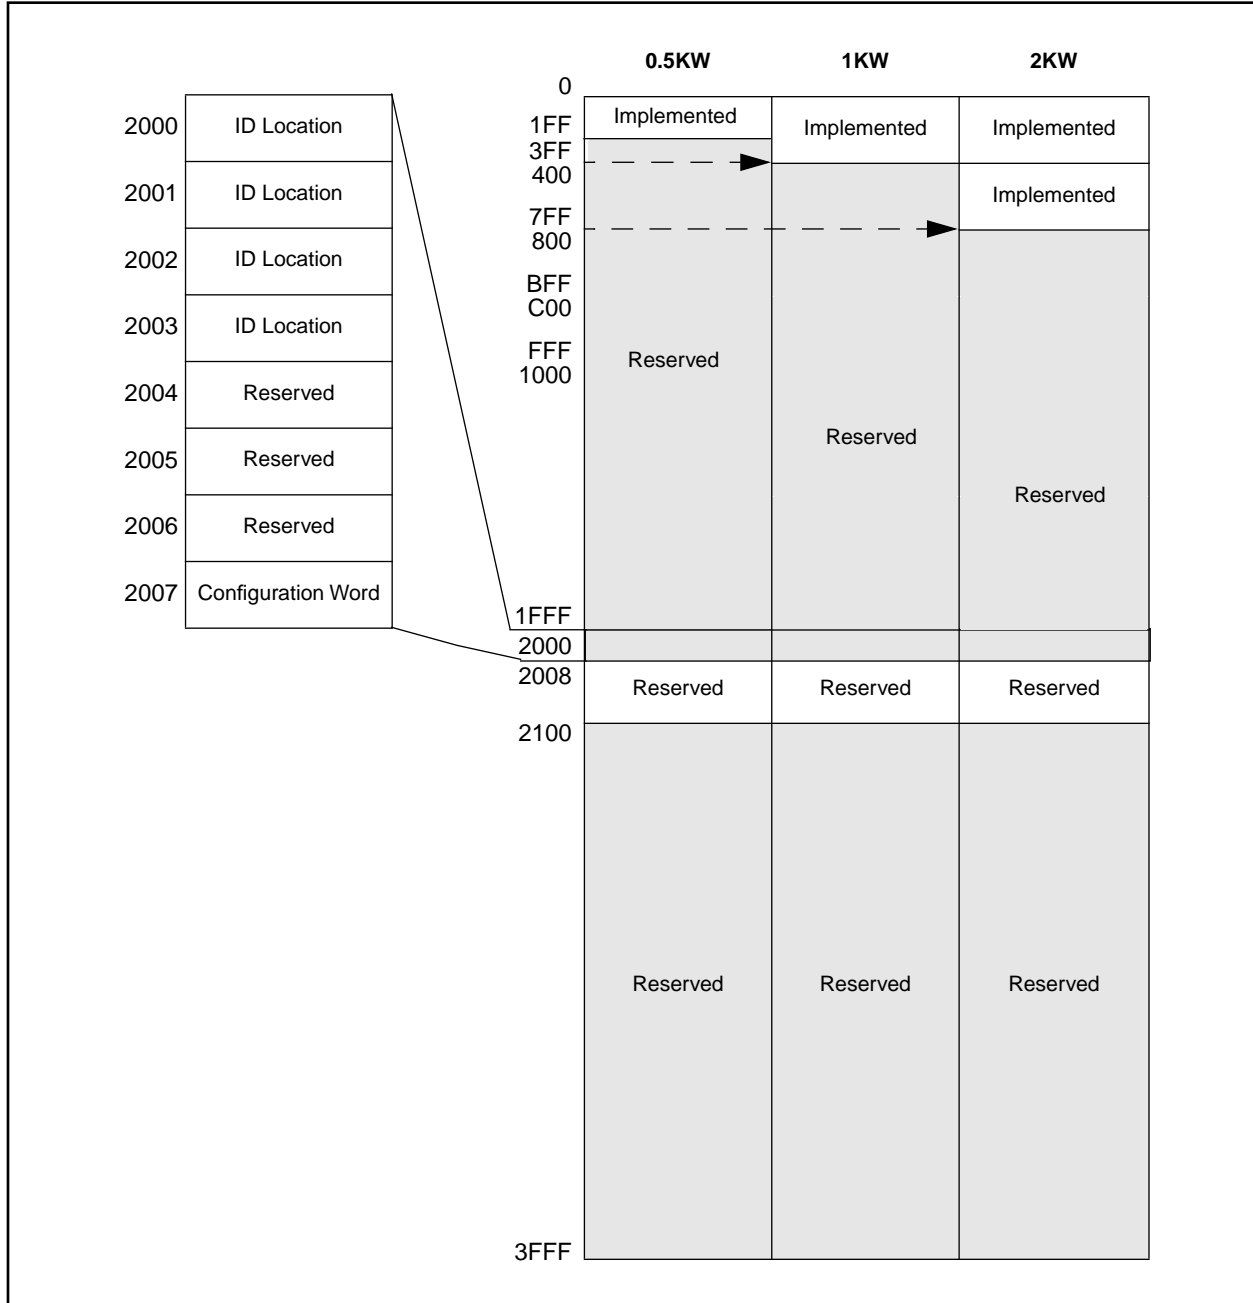 0.5KW 1KW 2KW
0
2000 ID Location
2001 ID Location
2002 ID Location
2003 ID Location
2004 Reserved
2005 Reserved
2006 Reserved
2007 Configuration Word
1FF
3FF
400
7FF
800
BFF
C00
FFF
1000
1FFF
2000
2008
2100
3FFF
Implemented Implemented Implemented
Implemented
Reserved
Reserved
Reserved
Reserved Reserved Reserved
Reserved Reserved Reserved